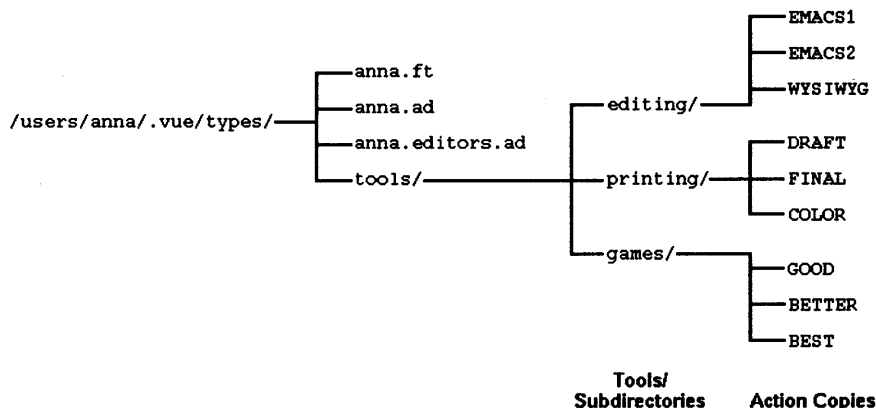 EMACS1
EMACS2
WYSIWYG
anna.ft
anna.ad
anna.editors.ad
tools/
/users/anna/.vue/types/
editing/
printing/
games/
DRAFT
FINAL
COLOR
GOOD
BETTER
BEST
Tools/
Subdirectories
Action Copies